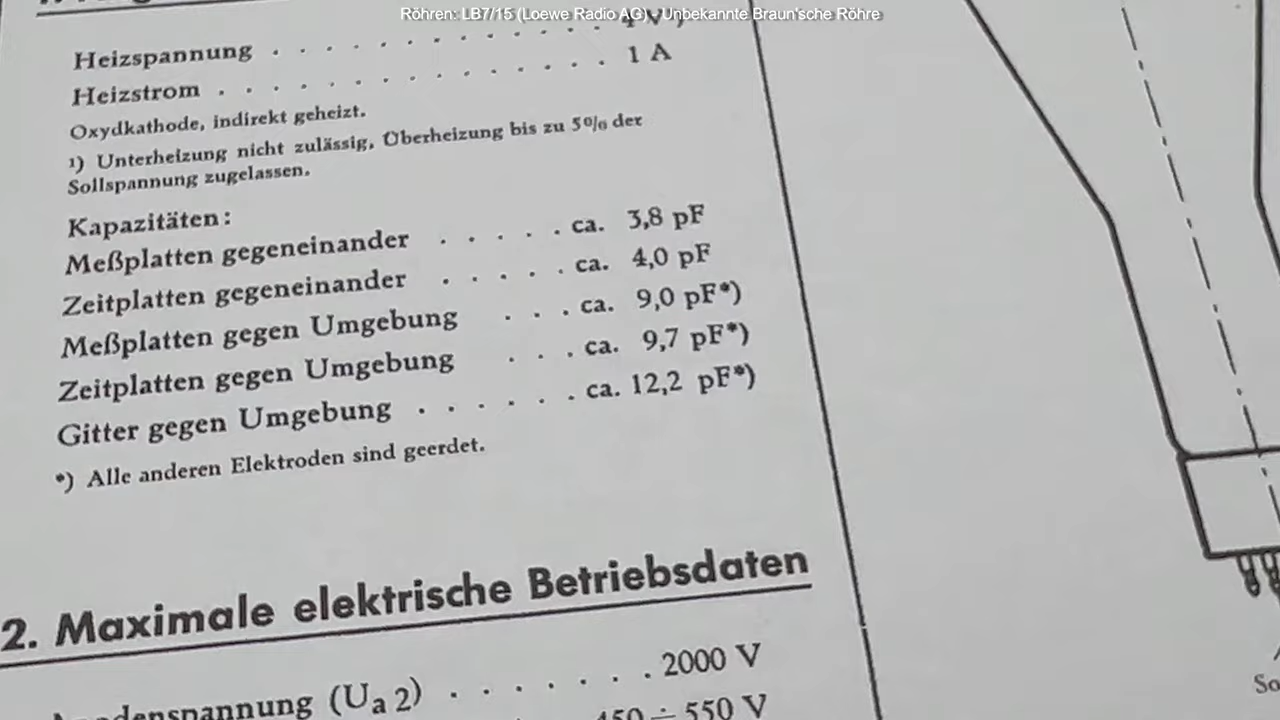 Röhren: LB7/15 (Loewe Radio AG) - Unbekannte Braun'sche Röhre
Heizspannung . . . . . . . . . . . . . 4 V
Heizstrom . . . . . . . . . . . . . . 1 A
Oxydkathode, indirekt geheizt.
¹) Unterheizung nicht zulässig, Überheizung bis zu 5% der
Sollspannung zugelassen.
Kapazitäten:
Meßplatten gegeneinander . . . . . ca. 3,8 pF
Zeitplatten gegeneinander . . . . . ca. 4,0 pF
Meßplatten gegen Umgebung . . . ca. 9,0 pF*)
Zeitplatten gegen Umgebung . . . ca. 9,7 pF*)
Gitter gegen Umgebung . . . . . . ca. 12,2 pF*)
*) Alle anderen Elektroden sind geerdet.
2. Maximale elektrische Betriebsdaten
(Ua 2) . . . . . . . 2000 V
450 ÷ 550 V